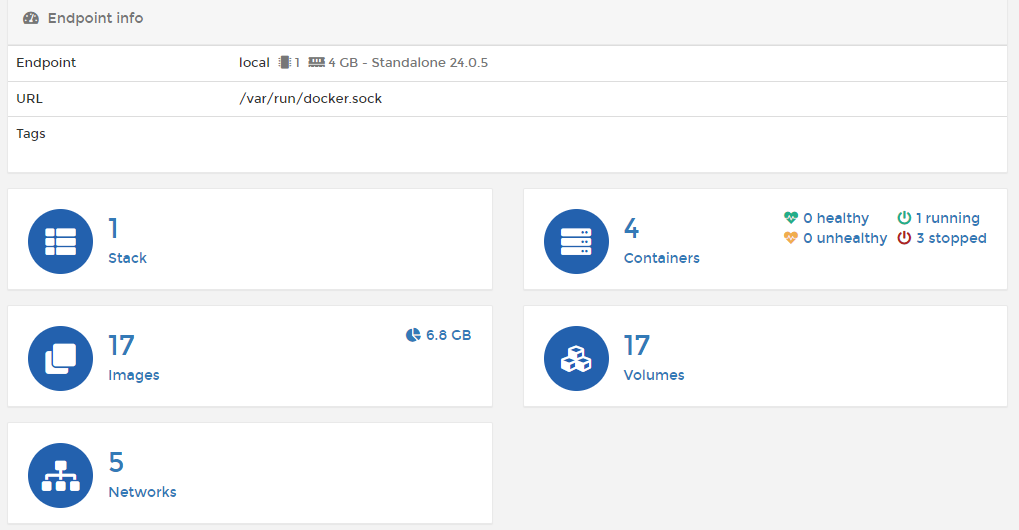 Endpoint info
Endpoint local 1 4 GB - Standalone 24.0.5
URL /var/run/docker.sock
Tags
1
Stack
4
Containers
0 healthy 1 running
0 unhealthy 3 stopped
17
Images
6.8 GB
17
Volumes
5
Networks